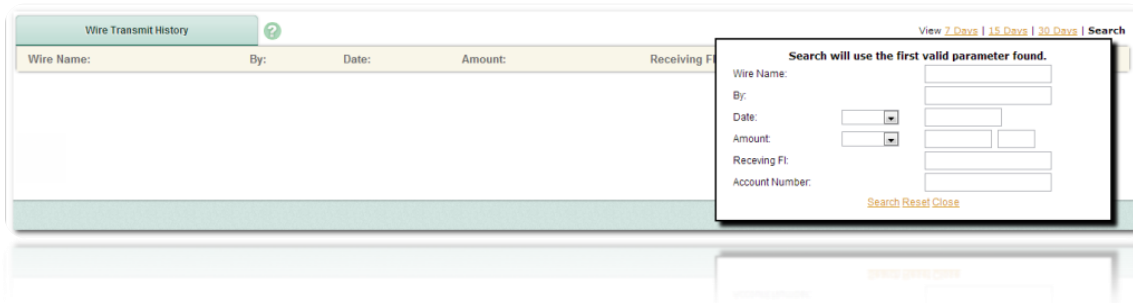 Wire Transmit History ? View 7 Days | 15 Days | 30 Days | Search
Wire Name: By: Date: Amount: Receiving FI
Search will use the first valid parameter found.
Wire Name:
By:
Date:
Amount:
Receving FI:
Account Number:
Search Reset Close